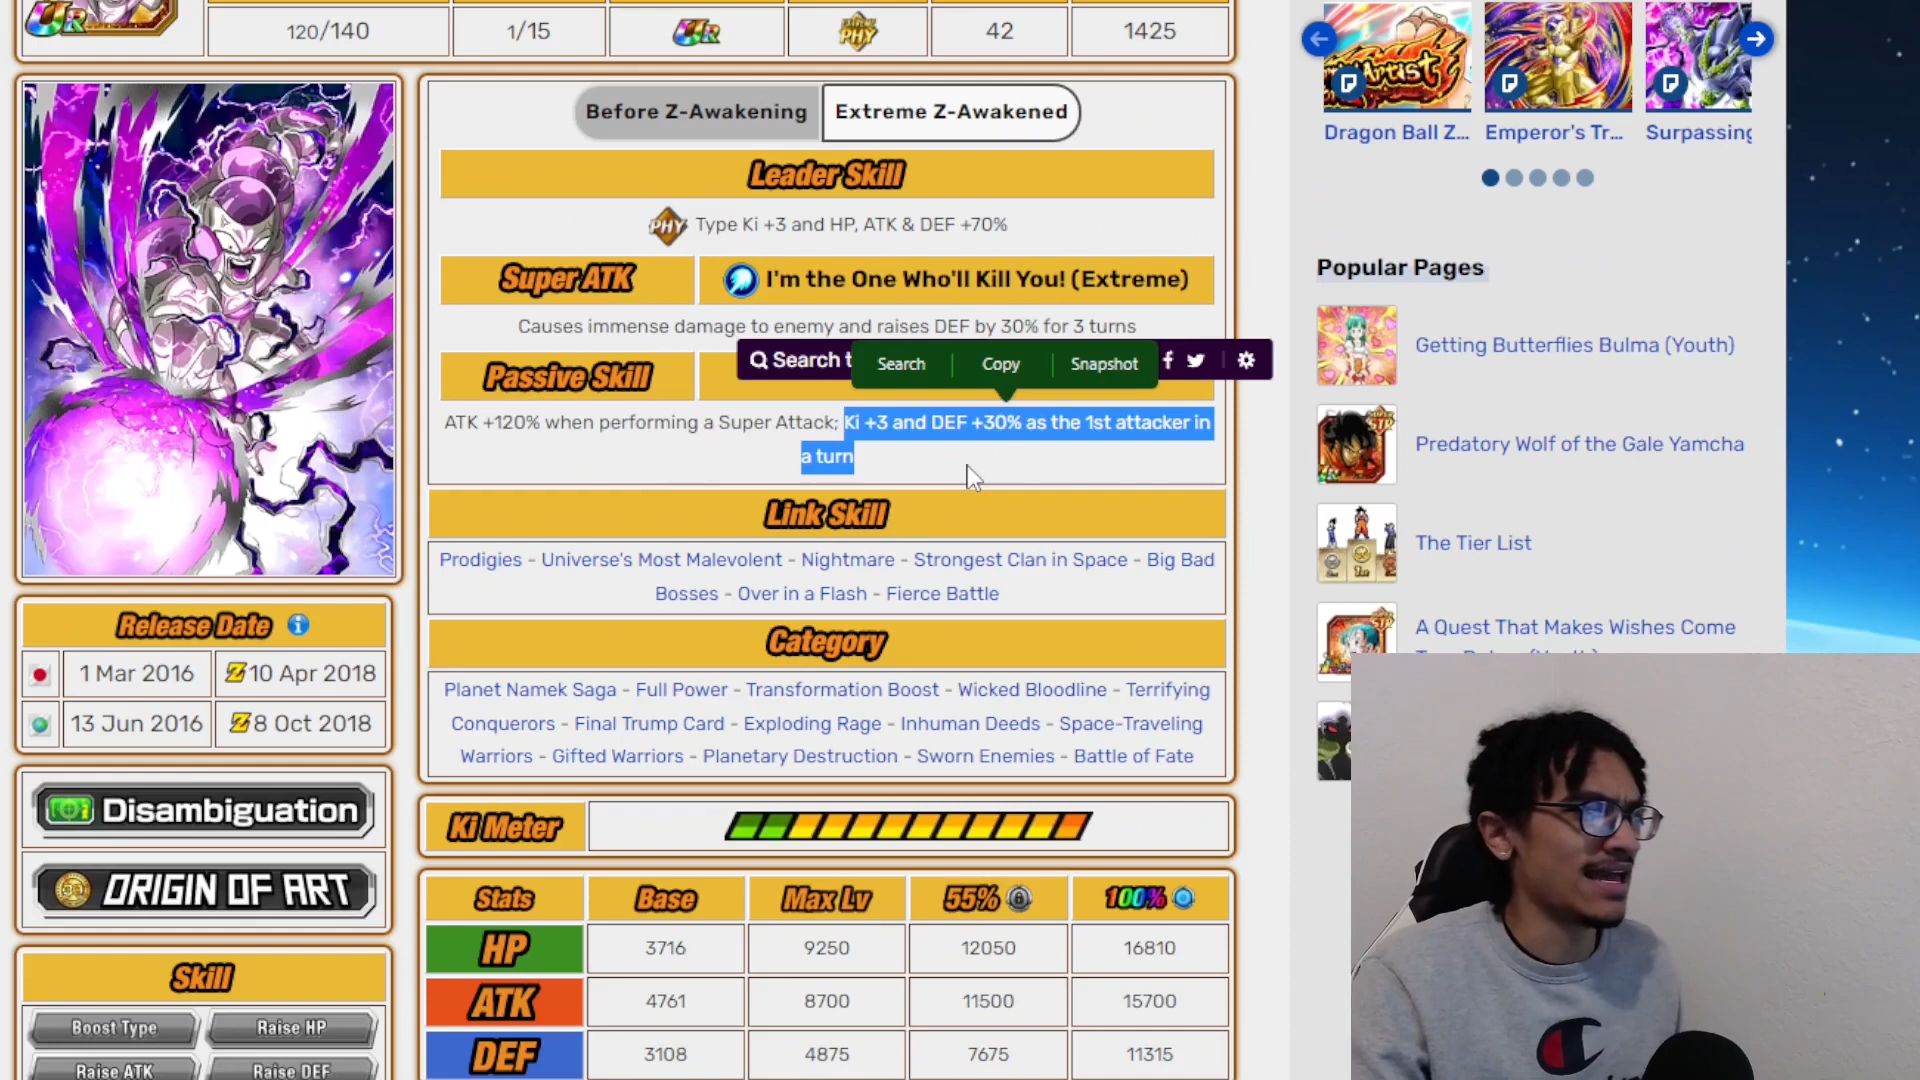 UR
120/140
1/15
UR
EXTREME PHY
42
1425
Before Z-Awakening
Extreme Z-Awakened
Leader Skill
PHY Type Ki +3 and HP, ATK & DEF +70%
Super ATK
I'm the One Who'll Kill You! (Extreme)
Causes immense damage to enemy and raises DEF by 30% for 3 turns
Search t
Search
Copy
Snapshot
Passive Skill
ATK +120% when performing a Super Attack; Ki +3 and DEF +30% as the 1st attacker in
a turn
Link Skill
Prodigies - Universe's Most Malevolent - Nightmare - Strongest Clan in Space - Big Bad
Bosses - Over in a Flash - Fierce Battle
Category
Planet Namek Saga - Full Power - Transformation Boost - Wicked Bloodline - Terrifying
Conquerors - Final Trump Card - Exploding Rage - Inhuman Deeds - Space-Traveling
Warriors - Gifted Warriors - Planetary Destruction - Sworn Enemies - Battle of Fate
Ki Meter
Stats
Base
Max Lv
55%
100%
HP
3716
9250
12050
16810
ATK
4761
8700
11500
15700
DEF
3108
4875
7675
11315
Release Date
1 Mar 2016
Z 10 Apr 2018
13 Jun 2016
Z 8 Oct 2018
Disambiguation
ORIGIN OF ART
Skill
Boost Type
Raise HP
Raise ATK
Raise DEF
Dragon Ball Z...
Emperor's Tr...
Surpassing
Popular Pages
Getting Butterflies Bulma (Youth)
Predatory Wolf of the Gale Yamcha
The Tier List
A Quest That Makes Wishes Come